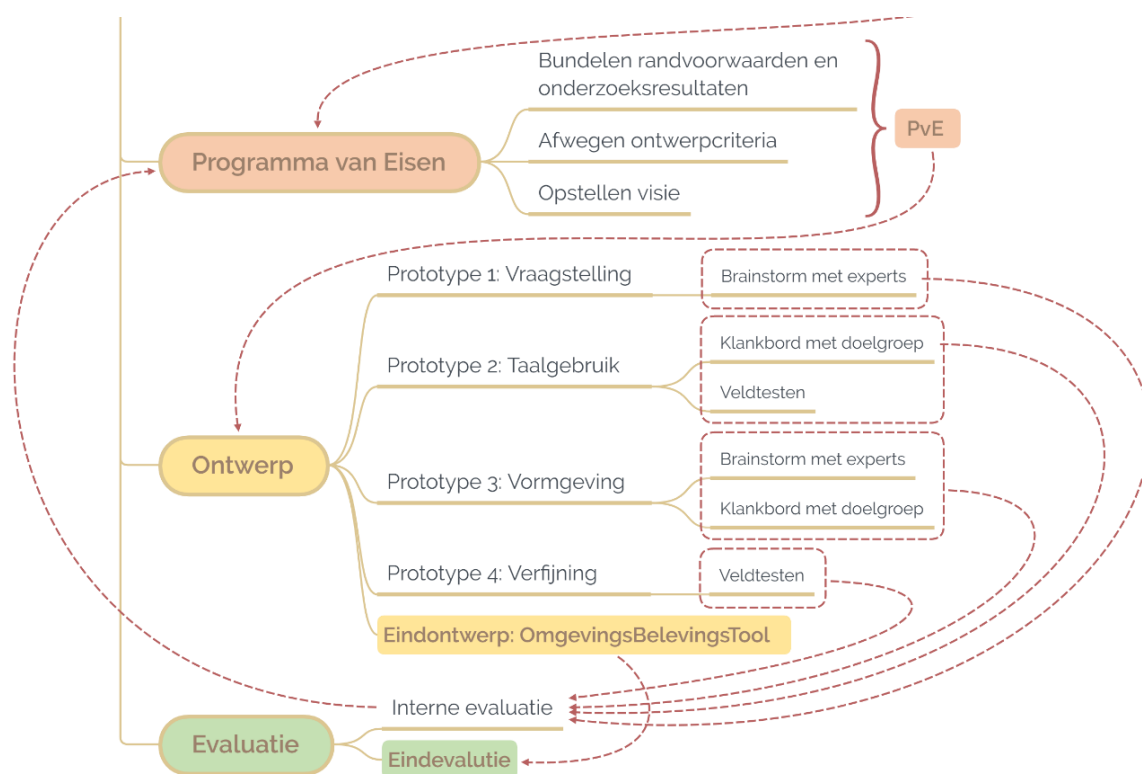 Bundelen randvoorwaarden en
onderzoeksresultaten
PvE
Programma van Eisen
Afwegen ontwerpcriteria
Opstellen visie
Prototype 1: Vraagstelling
Brainstorm met experts
Prototype 2: Taalgebruik
Klankbord met doelgroep
Veldtesten
Ontwerp
Prototype 3: Vormgeving
Brainstorm met experts
Klankbord met doelgroep
Prototype 4: Verfijning
Veldtesten
Eindontwerp: OmgevingsBelevingsTool
Interne evaluatie
Evaluatie
Eindevalutie